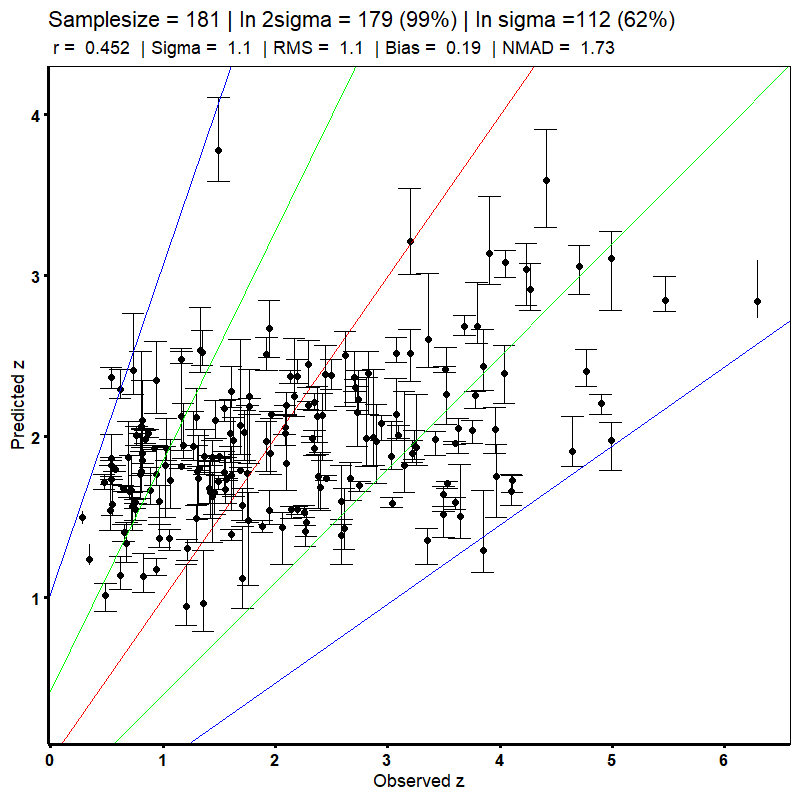 Samplesize = 181 | In 2sigma = 179 (99%) | In sigma =112 (62%)
r = 0.452 | Sigma = 1.1 | RMS = 1.1 | Bias = 0.19 | NMAD = 1.73
4
3
2
1
Predicted z
0 1 2 3 4 5 6
Observed z